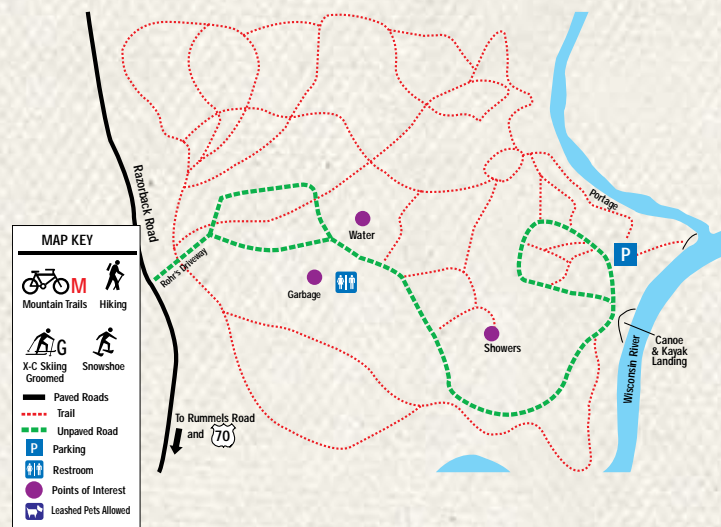 Razorback Road
Rohr's Driveway
Water
Garbage
Showers
Portage
P
Canoe
& Kayak
Landing
Wisconsin River
To Rummels Road
and 70
MAP KEY
M
Mountain Trails
Hiking
G
X-C Skiing
Groomed
Snowshoe
Paved Roads
Trail
Unpaved Road
P
Parking
Restroom
Points of Interest
Leashed Pets Allowed